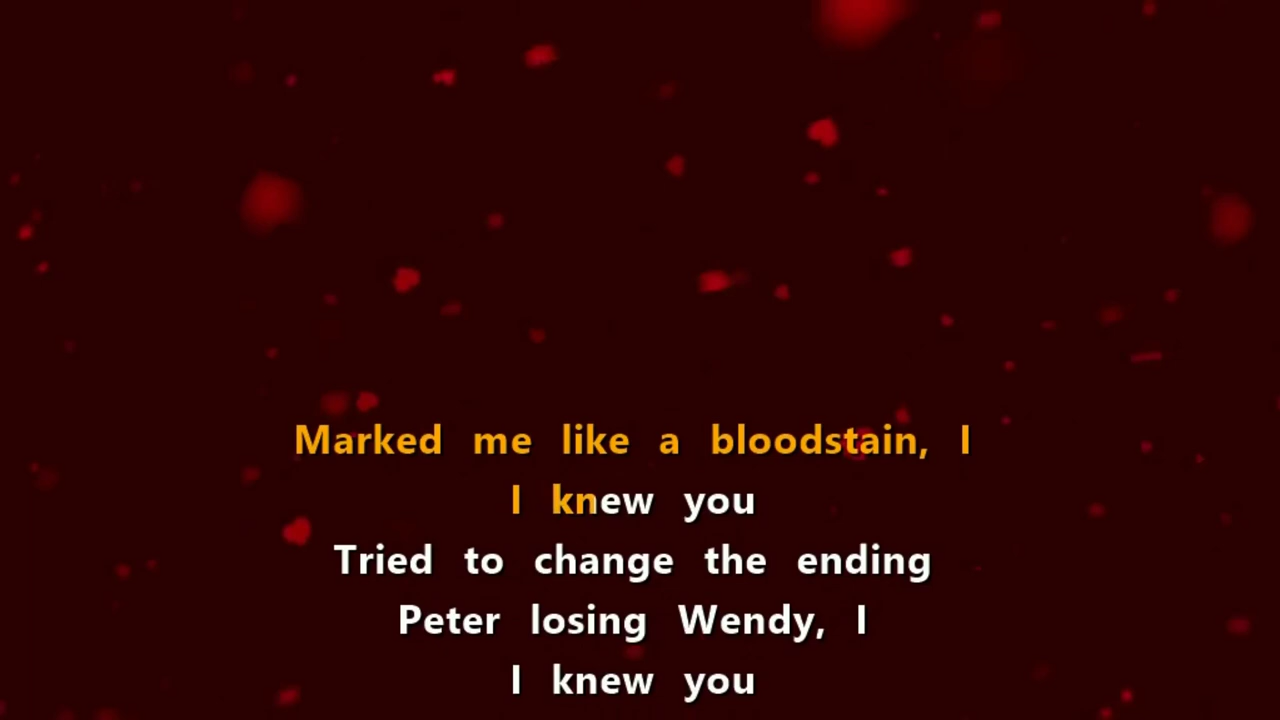 Marked me like a bloodstain, I
I knew you
Tried to change the ending
Peter losing Wendy, I
I knew you